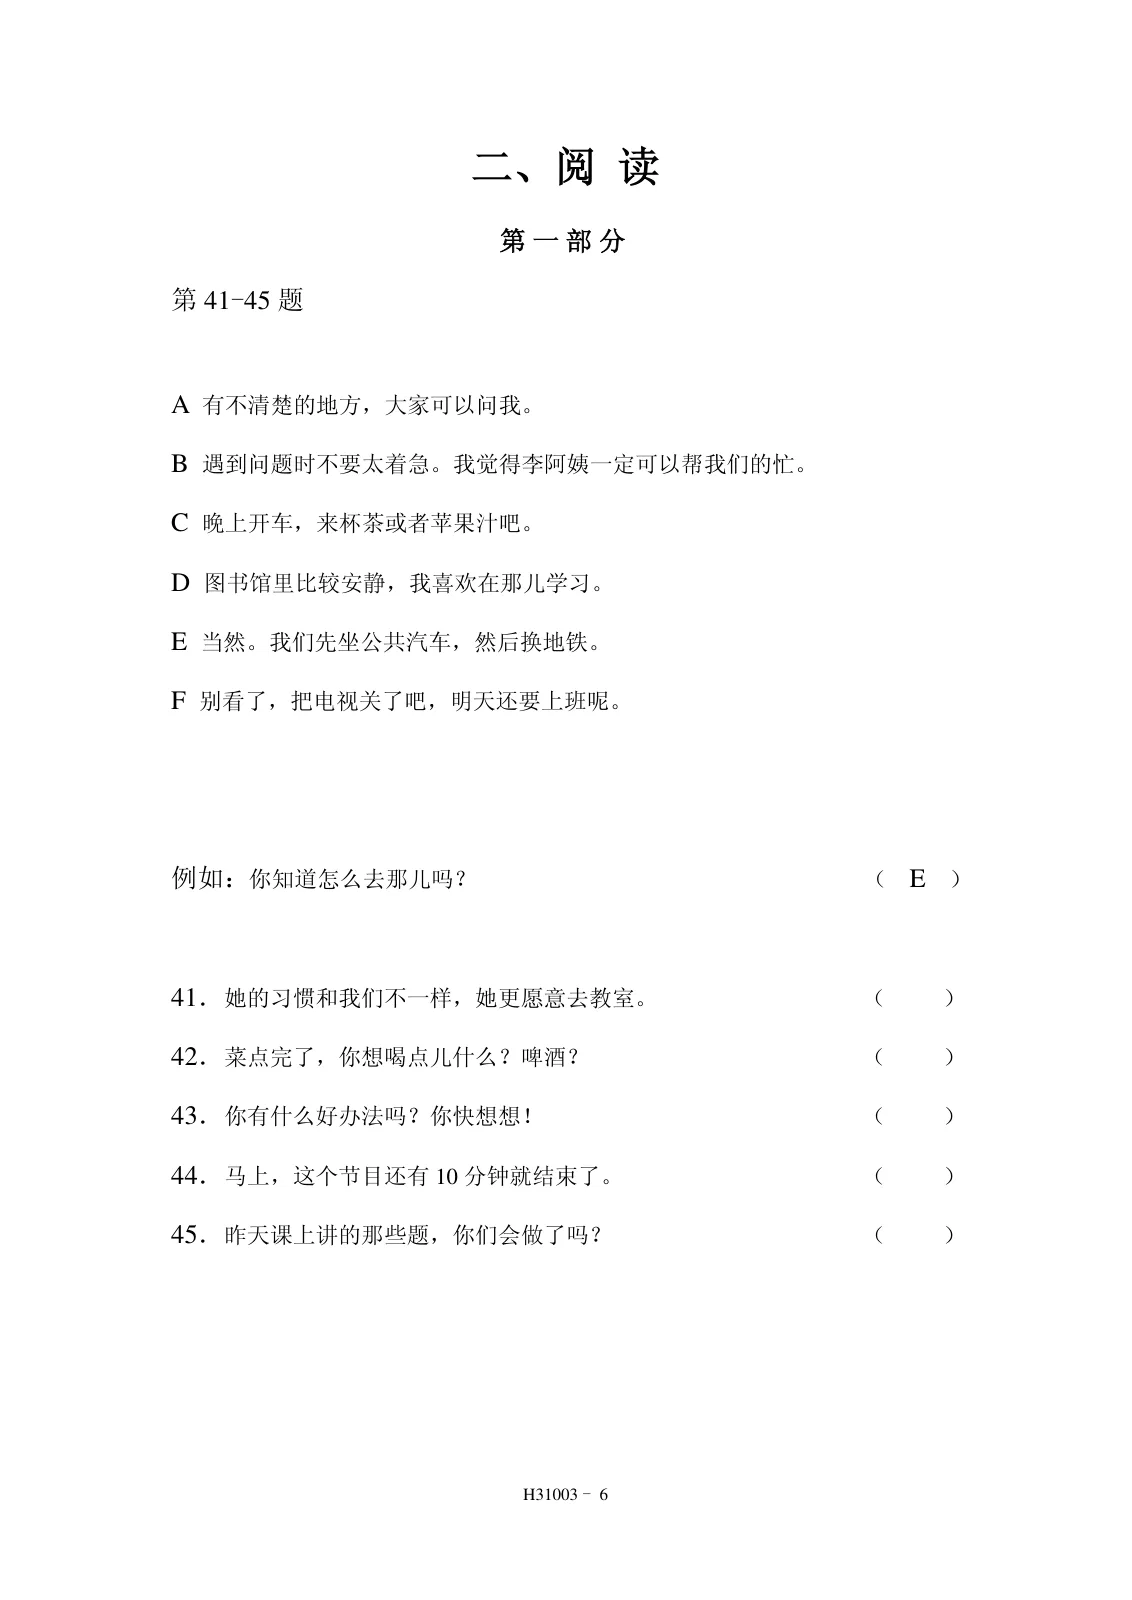 二、阅 读
第一部分
第 41-45 题
A 有不清楚的地方，大家可以问我。
B 遇到问题时不要太着急。我觉得李阿姨一定可以帮我们的忙。
C 晚上开车，来杯茶或者苹果汁吧。
D 图书馆里比较安静，我喜欢在那儿学习。
E 当然。我们先坐公共汽车，然后换地铁。
F 别看了，把电视关了吧，明天还要上班呢。
例如：你知道怎么去那儿吗？ （ E ）
41．她的习惯和我们不一样，她更愿意去教室。 （ ）
42．菜点完了，你想喝点儿什么？啤酒？ （ ）
43．你有什么好办法吗？你快想想！ （ ）
44．马上，这个节目还有 10 分钟就结束了。 （ ）
45．昨天课上讲的那些题，你们会做了吗？ （ ）
H31003－ 6